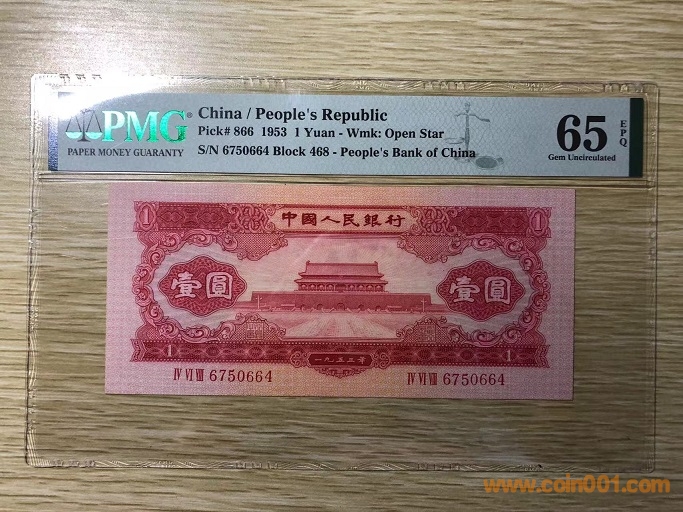 PMG
PAPER MONEY GUARANTY
China / People's Republic
Pick# 866 1953 1 Yuan - Wmk: Open Star
S/N 6750664 Block 468 - People's Bank of China
65 EPQ
Gem Uncirculated
1 中國人民銀行 1
壹圓 壹圓
1 一九五三年 1
IV VI VIII 6750664 IV VI VIII 6750664
www.coin001.com